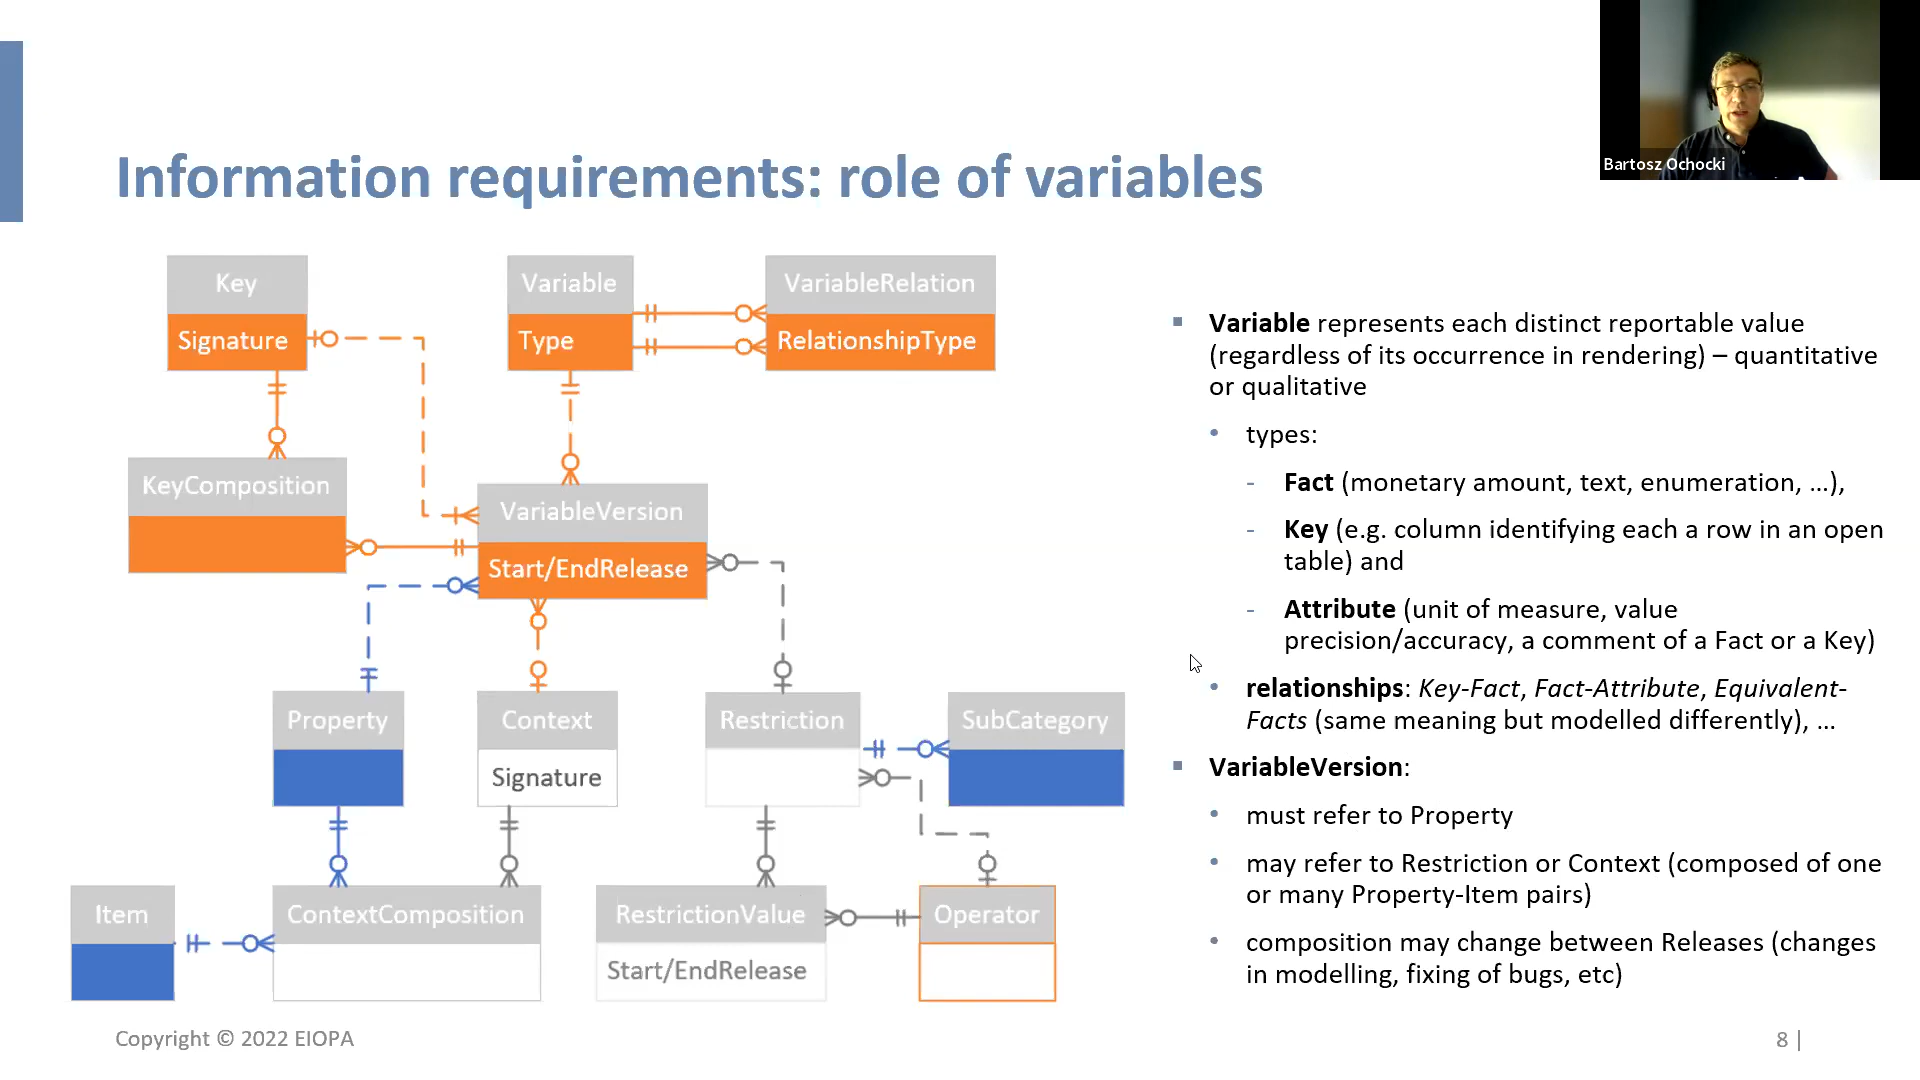 Bartosz Ochocki
Information requirements: role of variables
Key
Signature
Variable
Type
VariableRelation
RelationshipType
KeyComposition
VariableVersion
Start/EndRelease
Property
Context
Signature
Restriction
SubCategory
Item
ContextComposition
RestrictionValue
Start/EndRelease
Operator
▪ Variable represents each distinct reportable value
(regardless of its occurrence in rendering) – quantitative
or qualitative
• types:
- Fact (monetary amount, text, enumeration, …),
- Key (e.g. column identifying each a row in an open
table) and
- Attribute (unit of measure, value
precision/accuracy, a comment of a Fact or a Key)
• relationships: Key-Fact, Fact-Attribute, Equivalent-
Facts (same meaning but modelled differently), …
▪ VariableVersion:
• must refer to Property
• may refer to Restriction or Context (composed of one
or many Property-Item pairs)
• composition may change between Releases (changes
in modelling, fixing of bugs, etc)
Copyright © 2022 EIOPA
8 |